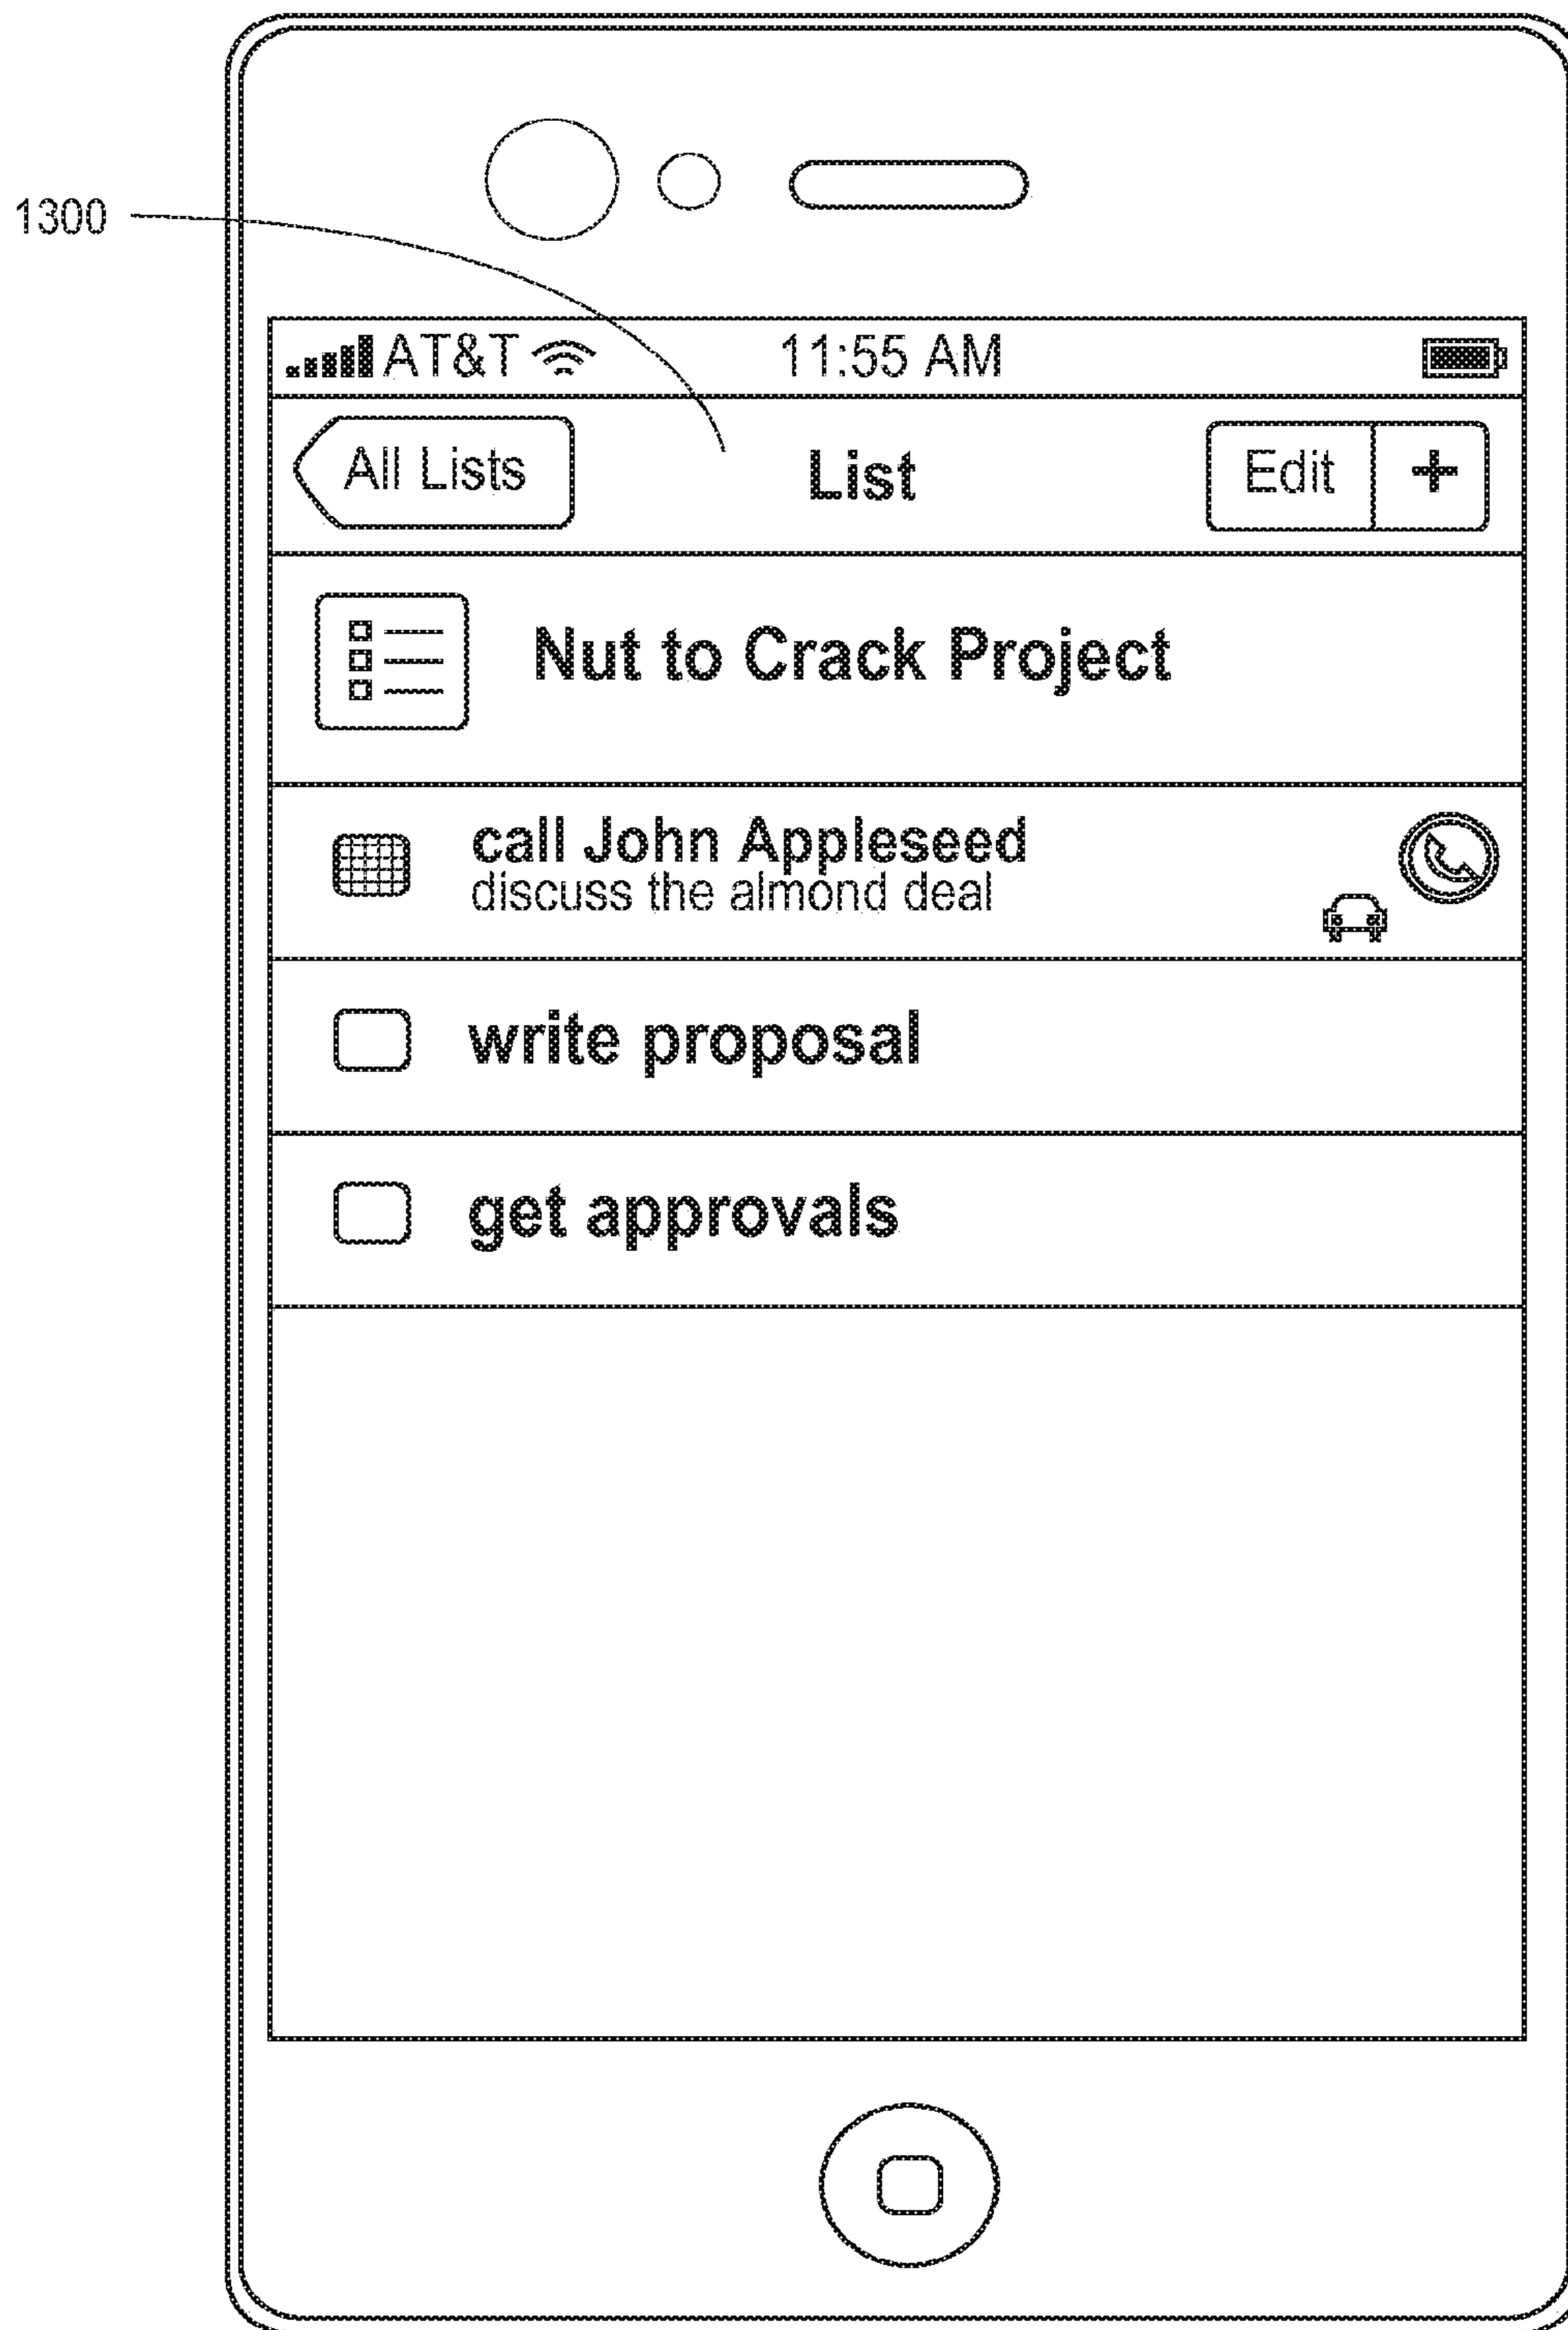 1300
AT&T 11:55 AM
All Lists List Edit +
Nut to Crack Project
call John Appleseed
discuss the almond deal
write proposal
get approvals